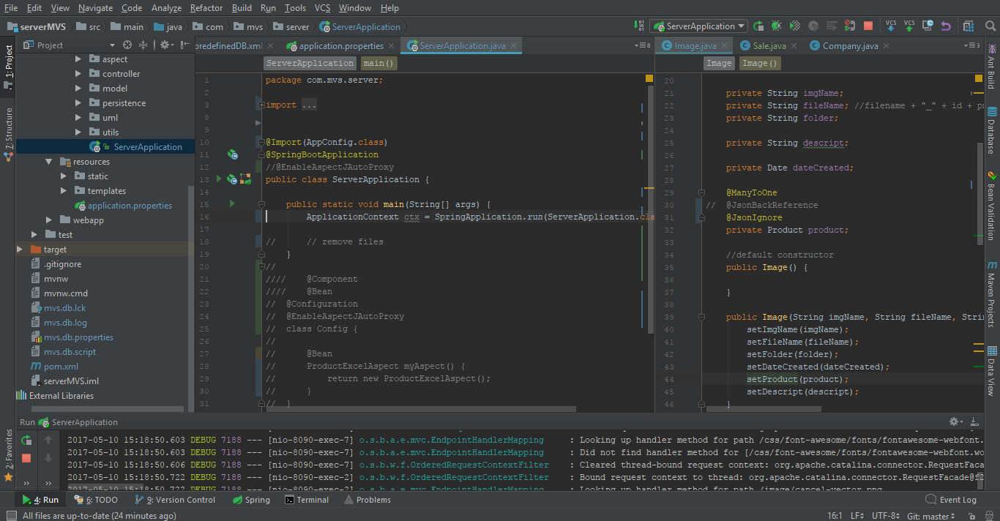 File Edit View Navigate Code Analyze Refactor Build Run Tools VCS Window Help
serverMVS src main java com mvs server ServerApplication ServerApplication VCS VCS
1: Project
7: Structure
2: Favorites
Project
aspect
controller
model
persistence
uml
utils
ServerApplication
resources
static
templates
application.properties
webapp
test
target
.gitignore
mvnw
mvnw.cmd
mvs.db.lck
mvs.db.log
mvs.db.properties
mvs.db.script
pom.xml
serverMVS.iml
External Libraries
oredefinedDB.xml application.properties ServerApplication.java 8
ServerApplication main()
1 package com.mvs.server;
2
3 import ...
8
9
10 @Import(AppConfig.class)
11 @SpringBootApplication
12 //@EnableAspectJAutoProxy
13 public class ServerApplication {
14
15 public static void main(String[] args) {
16 ApplicationContext ctx = SpringApplication.run(ServerApplication.cla
17
18 // // remove files
19 }
20 //
21 //// @Component
22 //// @Bean
23 // @Configuration
24 // @EnableAspectJAutoProxy
25 // class Config {
26 //
27 // @Bean
28 // ProductExcelAspect myAspect() {
29 // return new ProductExcelAspect();
30 // }
31 // }
Image.java Sale.java Company.java 3
Image Image()
20
21 private String imgName;
22 private String fileName; //filename + "_" + id + pr
23 private String folder;
24
25 private String descript;
26
27 private Date dateCreated;
28
29 @ManyToOne
30 // @JsonBackReference
31 @JsonIgnore
32 private Product product;
33
34 //default constructor
35 public Image() {
36
37 }
38
39 public Image(String imgName, String fileName, Strin
40 setImgName(imgName);
41 setFileName(fileName);
42 setFolder(folder);
43 setDateCreated(dateCreated);
44 setProduct(product);
45 setDescript(descript);
46 }
Ant Build
Database
Bean Validation
Maven Projects
Data View
Run ServerApplication
2017-05-10 15:18:50.603 DEBUG 7188 --- [nio-8090-exec-7] o.s.b.a.e.mvc.EndpointHandlerMapping : Looking up handler method for path /css/font-awesome/fonts/fontawesome-webfont.
2017-05-10 15:18:50.603 DEBUG 7188 --- [nio-8090-exec-7] o.s.b.a.e.mvc.EndpointHandlerMapping : Did not find handler method for [/css/font-awesome/fonts/fontawesome-webfont.wo
2017-05-10 15:18:50.606 DEBUG 7188 --- [nio-8090-exec-7] o.s.b.w.f.OrderedRequestContextFilter : Cleared thread-bound request context: org.apache.catalina.connector.RequestFaca
2017-05-10 15:18:50.722 DEBUG 7188 --- [nio-8090-exec-2] o.s.b.w.f.OrderedRequestContextFilter : Bound request context to thread: org.apache.catalina.connector.RequestFacade@f2
2017-05-10 15:18:50.722 DEBUG 7188 --- [nio-8090-exec-2] o.s.b.a.e.mvc.EndpointHandlerMapping : Looking up handler method for path /image/cancel-vector.png
4: Run 6: TODO 9: Version Control Spring Terminal Problems Event Log
All files are up-to-date (24 minutes ago) 16:1 LF UTF-8 Git: master